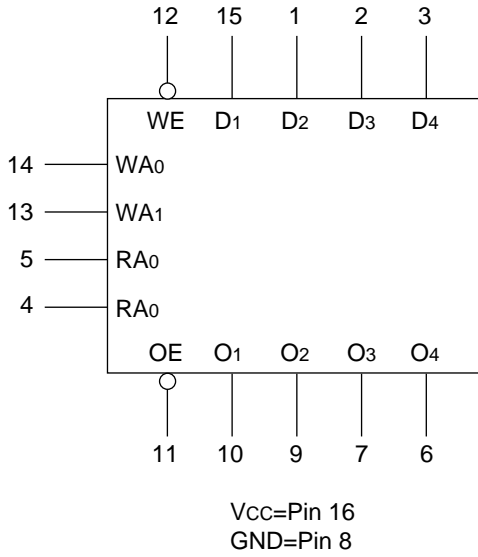 12 15 1 2 3
WE D1 D2 D3 D4
14 WA0
13 WA1
5 RA0
4 RA0
OE O1 O2 O3 O4
11 10 9 7 6
VCC=Pin 16
GND=Pin 8